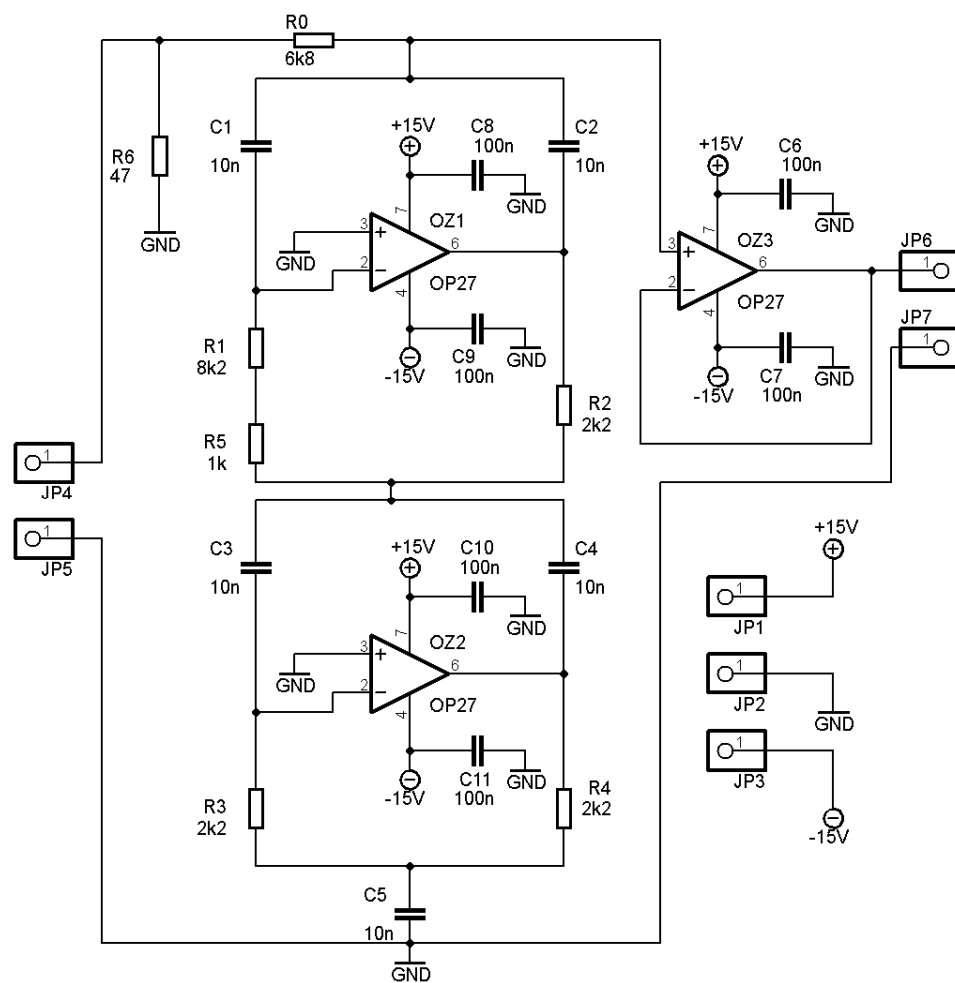 R0
6k8
C1
10n
C2
10n
+15V
C8
100n
GND
R6
47
GND
7
OZ1
3
+
6
GND
2
−
OP27
4
C9
100n
GND
-15V
R1
8k2
R5
1k
R2
2k2
+15V
C6
100n
GND
7
OZ3
3
+
6
2
−
OP27
4
C7
100n
GND
-15V
JP6
1
JP7
1
1
JP4
1
JP5
C3
10n
C4
10n
+15V
C10
100n
GND
7
OZ2
3
+
6
GND
2
−
OP27
4
C11
100n
GND
-15V
R3
2k2
R4
2k2
C5
10n
GND
+15V
1
JP1
1
JP2
GND
1
JP3
-15V